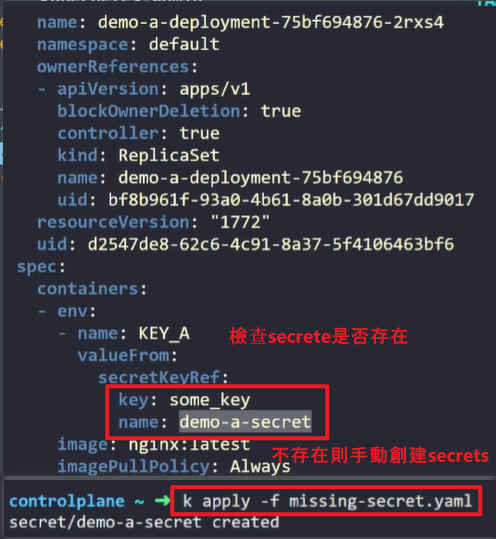 name: demo-a-deployment-75bf694876-2rxs4
namespace: default
ownerReferences:
- apiVersion: apps/v1
blockOwnerDeletion: true
controller: true
kind: ReplicaSet
name: demo-a-deployment-75bf694876
uid: bf8b961f-93a0-4b61-8a0b-301d67dd9017
resourceVersion: "1772"
uid: d2547de8-62c6-4c91-8a37-5f4106463bf6
spec:
containers:
- env:
- name: KEY_A
檢查secrete是否存在
valueFrom:
secretKeyRef:
key: some_key
name: demo-a-secret
image: nginx:latest
不存在則手動創建secrets
imagePullPolicy: Always
controlplane ~ ➜ k apply -f missing-secret.yaml
secret/demo-a-secret created